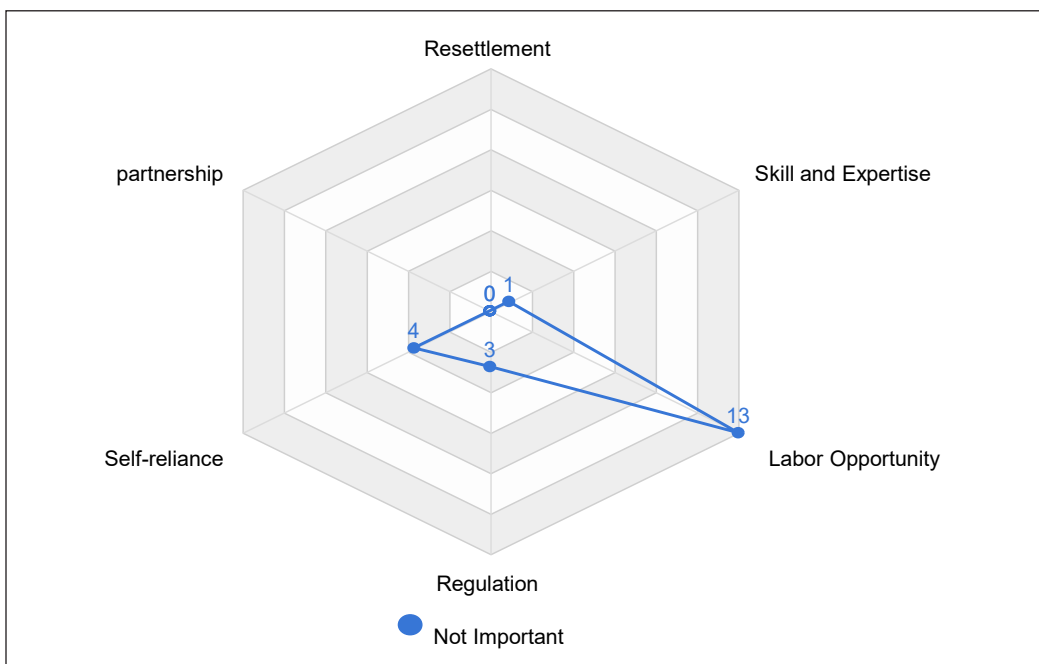 Resettlement
partnership
Skill and Expertise
0
1
4
3
13
Self-reliance
Labor Opportunity
Regulation
Not Important